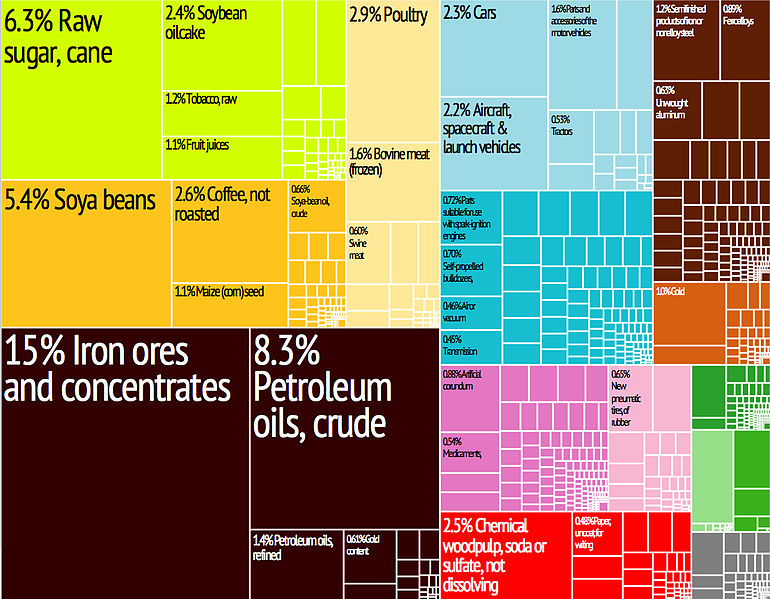 6.3% Raw
sugar, cane
2.4% Soybean
oilcake
1.2% Tobacco, raw
1.1% Fruit juices
5.4% Soya beans
2.6% Coffee, not
roasted
1.1% Maize (corn) seed
0.66%
Soya-bean oil,
crude
2.9% Poultry
1.6% Bovine meat
(frozen)
0.60%
Swine
meat
15% Iron ores
and concentrates
8.3%
Petroleum
oils, crude
1.4% Petroleum oils,
refined
0.61% Gold
content
2.3% Cars
2.2% Aircraft,
spacecraft &
launch vehicles
1.6% Parts and
accessories of the
motor vehicles
0.53%
Tractors
0.72% Parts
suitable for use
with spark-ignition
engines
0.70%
Self-propelled
bulldozers,
0.46% Air or
vacuum
0.45%
Transmission
1.2% Semifinished
products of iron or
nonalloy steel
0.89%
Ferroalloys
0.63%
Unwrought
aluminum
1.0% Gold
0.88% Artificial
corundum
0.54%
Medicaments,
0.65%
New
pneumatic
tires, of
rubber
2.5% Chemical
woodpulp, soda or
sulfate, not
dissolving
0.48% Paper,
uncoat, for
writing